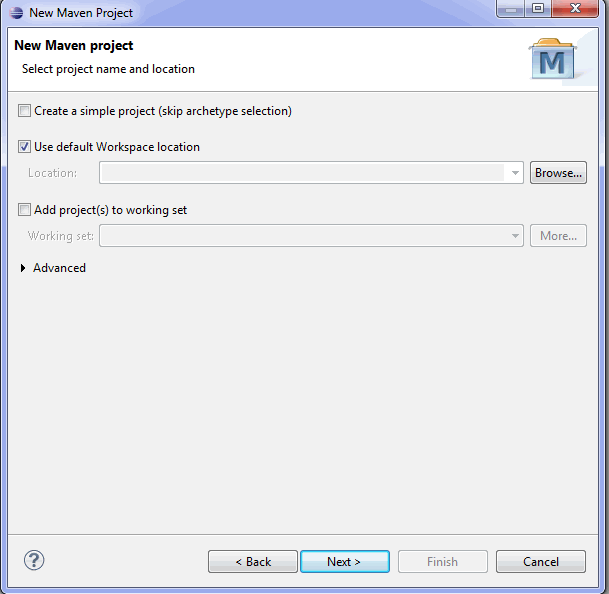 New Maven Project
New Maven project
Select project name and location
M
Create a simple project (skip archetype selection)
Use default Workspace location
Location:
Browse...
Add project(s) to working set
Working set:
More...
Advanced
?
< Back
Next >
Finish
Cancel